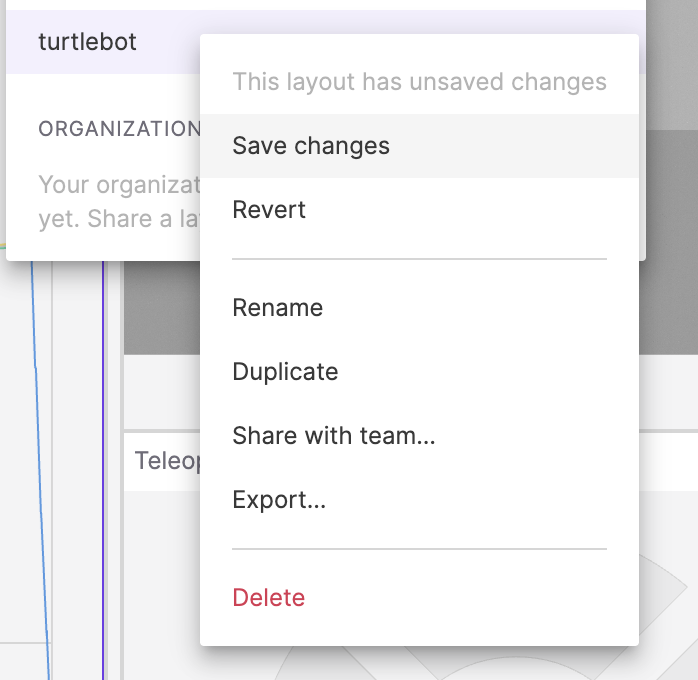 turtlebot
This layout has unsaved changes
ORGANIZATION
Save changes
Your organizat
Revert
yet. Share a la
Rename
Duplicate
Share with team...
Teleop
Export...
Delete